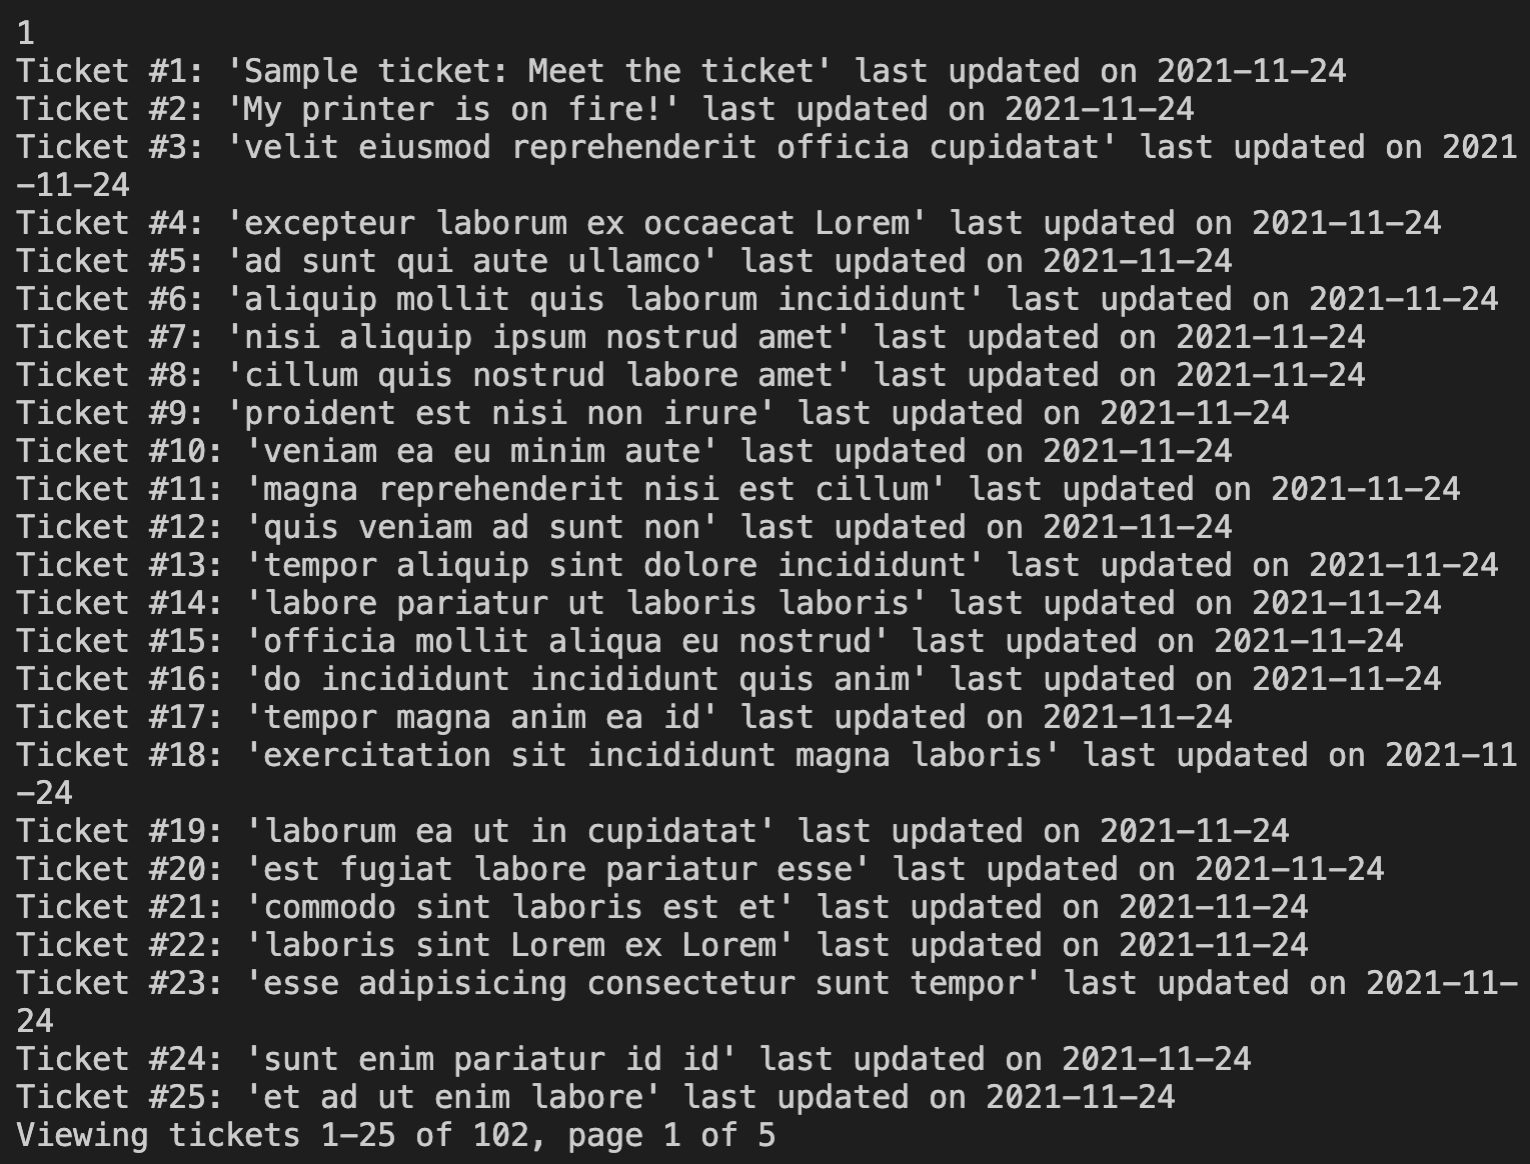 1
Ticket #1: 'Sample ticket: Meet the ticket' last updated on 2021-11-24
Ticket #2: 'My printer is on fire!' last updated on 2021-11-24
Ticket #3: 'velit eiusmod reprehenderit officia cupidatat' last updated on 2021
-11-24
Ticket #4: 'excepteur laborum ex occaecat Lorem' last updated on 2021-11-24
Ticket #5: 'ad sunt qui aute ullamco' last updated on 2021-11-24
Ticket #6: 'aliquip mollit quis laborum incididunt' last updated on 2021-11-24
Ticket #7: 'nisi aliquip ipsum nostrud amet' last updated on 2021-11-24
Ticket #8: 'cillum quis nostrud labore amet' last updated on 2021-11-24
Ticket #9: 'proident est nisi non irure' last updated on 2021-11-24
Ticket #10: 'veniam ea eu minim aute' last updated on 2021-11-24
Ticket #11: 'magna reprehenderit nisi est cillum' last updated on 2021-11-24
Ticket #12: 'quis veniam ad sunt non' last updated on 2021-11-24
Ticket #13: 'tempor aliquip sint dolore incididunt' last updated on 2021-11-24
Ticket #14: 'labore pariatur ut laboris laboris' last updated on 2021-11-24
Ticket #15: 'officia mollit aliqua eu nostrud' last updated on 2021-11-24
Ticket #16: 'do incididunt incididunt quis anim' last updated on 2021-11-24
Ticket #17: 'tempor magna anim ea id' last updated on 2021-11-24
Ticket #18: 'exercitation sit incididunt magna laboris' last updated on 2021-11
-24
Ticket #19: 'laborum ea ut in cupidatat' last updated on 2021-11-24
Ticket #20: 'est fugiat labore pariatur esse' last updated on 2021-11-24
Ticket #21: 'commodo sint laboris est et' last updated on 2021-11-24
Ticket #22: 'laboris sint Lorem ex Lorem' last updated on 2021-11-24
Ticket #23: 'esse adipisicing consectetur sunt tempor' last updated on 2021-11-
24
Ticket #24: 'sunt enim pariatur id id' last updated on 2021-11-24
Ticket #25: 'et ad ut enim labore' last updated on 2021-11-24
Viewing tickets 1-25 of 102, page 1 of 5